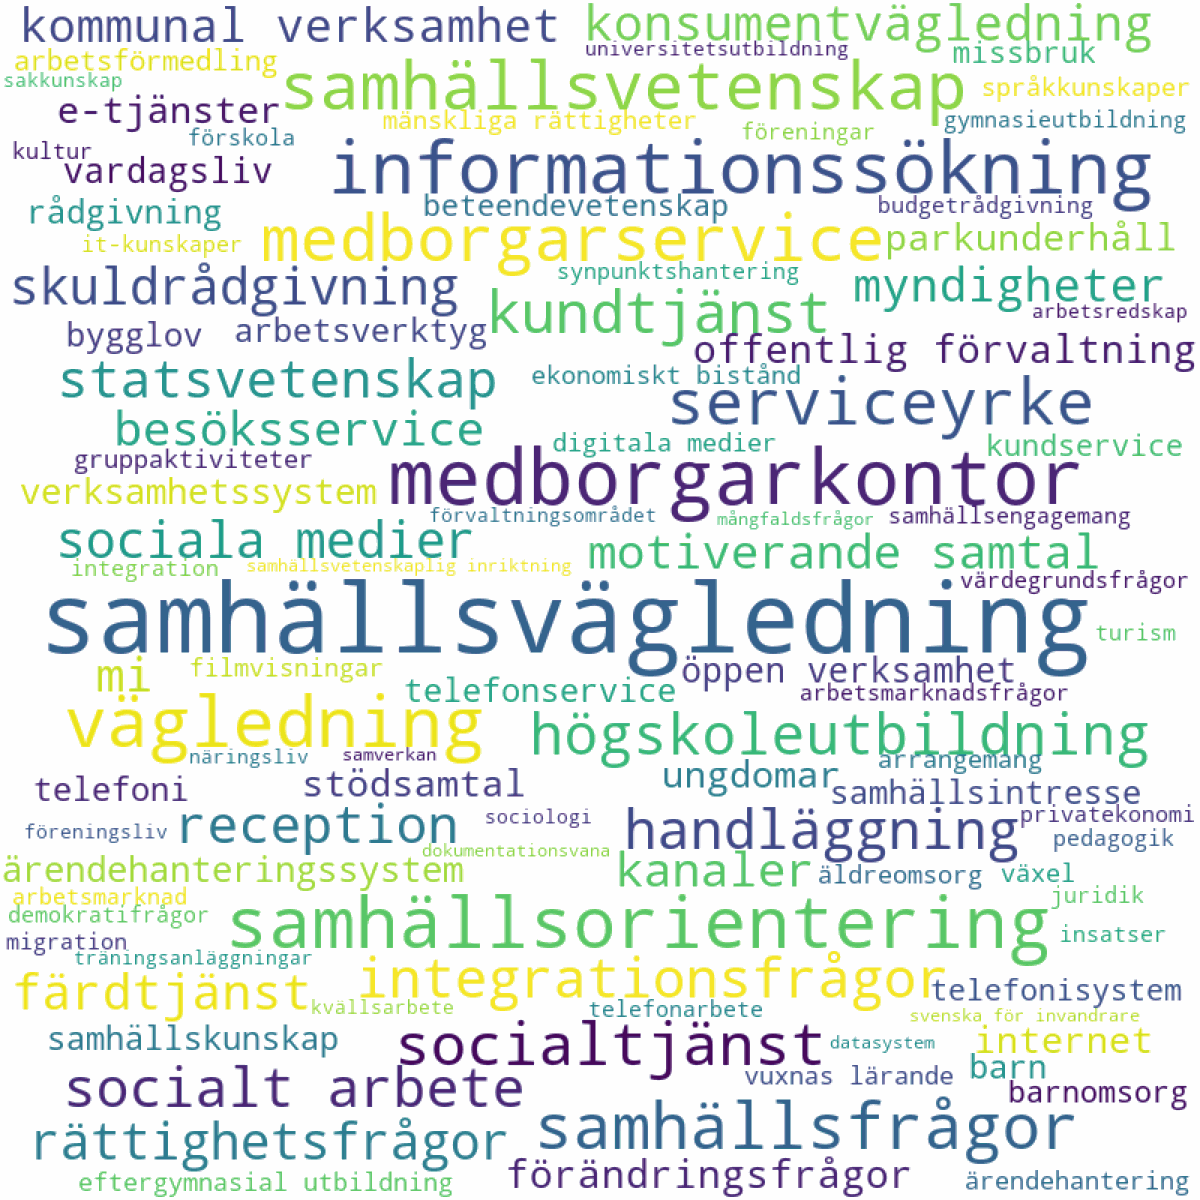 kommunal verksamhet
konsumentvägledning
universitetsutbildning
missbruk
arbetsförmedling
sakkunskap
samhällsvetenskap
språkkunskaper
e-tjänster
mänskliga rättigheter
föreningar
gymnasieutbildning
förskola
kultur
vardagsliv
informationssökning
rådgivning
beteendevetenskap
budgetrådgivning
it-kunskaper
medborgarservice
parkunderhåll
skuldrådgivning
synpunktshantering
myndigheter
kundtjänst
arbetsredskap
bygglov
arbetsverktyg
offentlig förvaltning
statsvetenskap
ekonomiskt bistånd
serviceyrke
besöksservice
digitala medier
kundservice
gruppaktiviteter
medborgarkontor
verksamhetssystem
förvaltningsområdet
mångfaldsfrågor
samhällsengagemang
sociala medier
motiverande samtal
integration
samhällsvetenskaplig inriktning
värdegrundsfrågor
samhällsvägledning
turism
mi
filmvisningar
öppen verksamhet
telefonservice
arbetsmarknadsfrågor
vägledning
högskoleutbildning
näringsliv
samverkan
arrangemang
telefoni
stödsamtal
ungdomar
samhällsintresse
föreningsliv
reception
sociologi
handläggning
privatekonomi
pedagogik
dokumentationsvana
ärendehanteringssystem
kanaler
äldreomsorg
växel
arbetsmarknad
juridik
demokratifrågor
samhällsorientering
migration
insatser
träningsanläggningar
färdtjänst
integrationsfrågor
telefonisystem
kvällsarbete
telefonarbete
svenska för invandrare
samhällskunskap
socialtjänst
datasystem
internet
socialt arbete
vuxnas lärande
barn
barnomsorg
rättighetsfrågor
samhällsfrågor
eftergymnasial utbildning
förändringsfrågor
ärendehantering